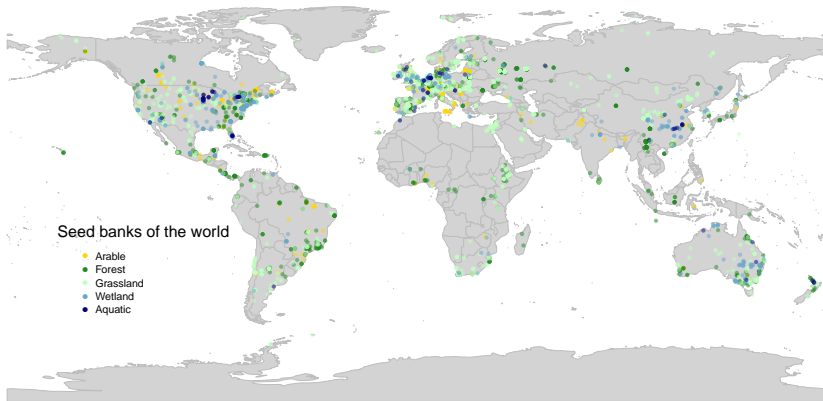 Seed banks of the world
Arable
Forest
Grassland
Wetland
Aquatic